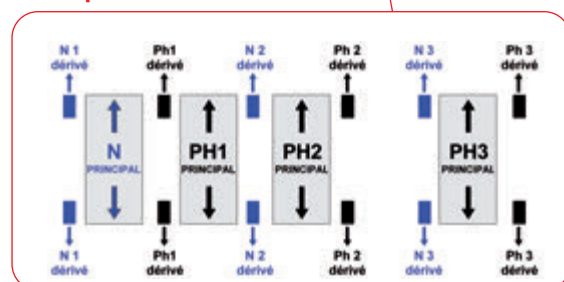 N 1 Ph1 N 2 Ph 2 N 3 Ph 3
dérivé dérivé dérivé dérivé dérivé dérivé
N PH1 PH2 PH3
PRINCIPAL PRINCIPAL PRINCIPAL PRINCIPAL
N 1 Ph1 N 2 Ph 2 N 3 Ph 3
dérivé dérivé dérivé dérivé dérivé dérivé